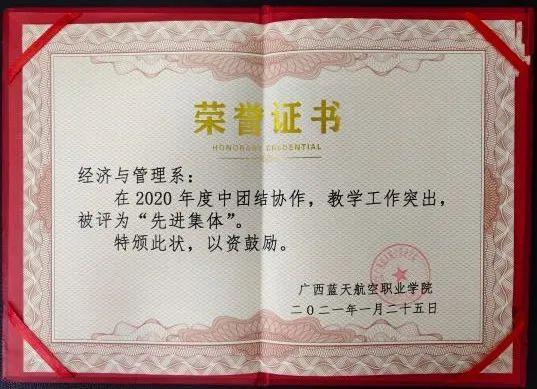 荣誉证书
HONORARY CREDENTIAL
经济与管理系：
在2020年度中团结协作，教学工作突出，
被评为“先进集体”。
特颁此状，以资鼓励。
广西蓝天航空职业学院
二〇二一年一月二十五日